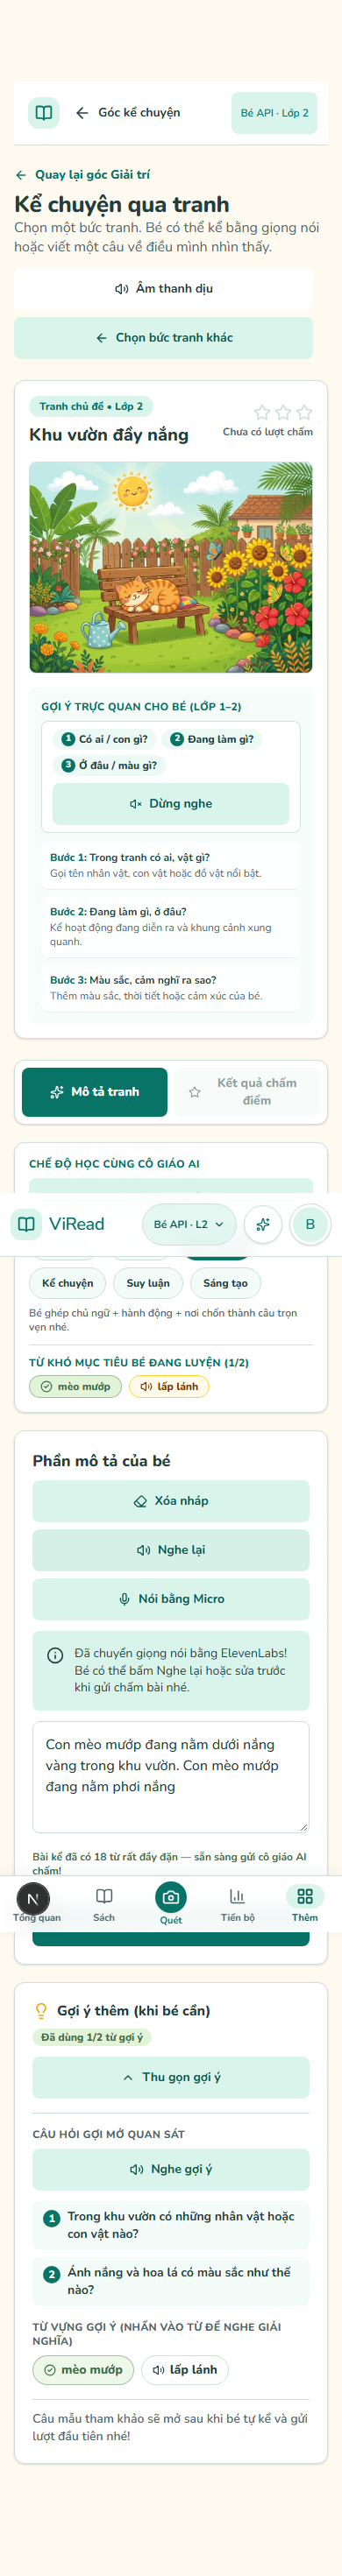 Góc kể chuyện
Bé API · Lớp 2
Quay lại góc Giải trí
Kể chuyện qua tranh
Chọn một bức tranh. Bé có thể kể bằng giọng nói
hoặc viết một câu về điều mình nhìn thấy.
Âm thanh dịu
Chọn bức tranh khác
Tranh chủ đề • Lớp 2
Khu vườn đầy nắng
Chưa có lượt chấm
GỢI Ý TRỰC QUAN CHO BÉ (LỚP 1–2)
1 Có ai / con gì?
2 Đang làm gì?
3 Ở đâu / màu gì?
Dừng nghe
Bước 1: Trong tranh có ai, vật gì?
Gọi tên nhân vật, con vật hoặc đồ vật nổi bật.
Bước 2: Đang làm gì, ở đâu?
Kể hoạt động đang diễn ra và khung cảnh xung
quanh.
Bước 3: Màu sắc, cảm nghĩ ra sao?
Thêm màu sắc, thời tiết hoặc cảm xúc của bé.
Mô tả tranh
Kết quả chấm
điểm
CHẾ ĐỘ HỌC CÙNG CÔ GIÁO AI
ViRead
Bé API · L2
B
Kể chuyện
Suy luận
Sáng tạo
Bé ghép chủ ngữ + hành động + nơi chốn thành câu trọn
vẹn nhé.
TỪ KHÓ MỤC TIÊU BÉ ĐANG LUYỆN (1/2)
mèo mướp
lấp lánh
Phần mô tả của bé
Xóa nháp
Nghe lại
Nói bằng Micro
Đã chuyển giọng nói bằng ElevenLabs!
Bé có thể bấm Nghe lại hoặc sửa trước
khi gửi chấm bài nhé.
Con mèo mướp đang nằm dưới nắng
vàng trong khu vườn. Con mèo mướp
đang nằm phơi nắng
Bài kể đã có 18 từ rất đầy đặn — sẵn sàng gửi cô giáo AI
chấm!
N
Tổng quan
Sách
Quét
Tiến bộ
Thêm
Gợi ý thêm (khi bé cần)
Đã dùng 1/2 từ gợi ý
Thu gọn gợi ý
CÂU HỎI GỢI MỞ QUAN SÁT
Nghe gợi ý
1 Trong khu vườn có những nhân vật hoặc
con vật nào?
2 Ánh nắng và hoa lá có màu sắc như thế
nào?
TỪ VỰNG GỢI Ý (NHẤN VÀO TỪ ĐỂ NGHE GIẢI
NGHĨA)
mèo mướp
lấp lánh
Câu mẫu tham khảo sẽ mở sau khi bé tự kể và gửi
lượt đầu tiên nhé!